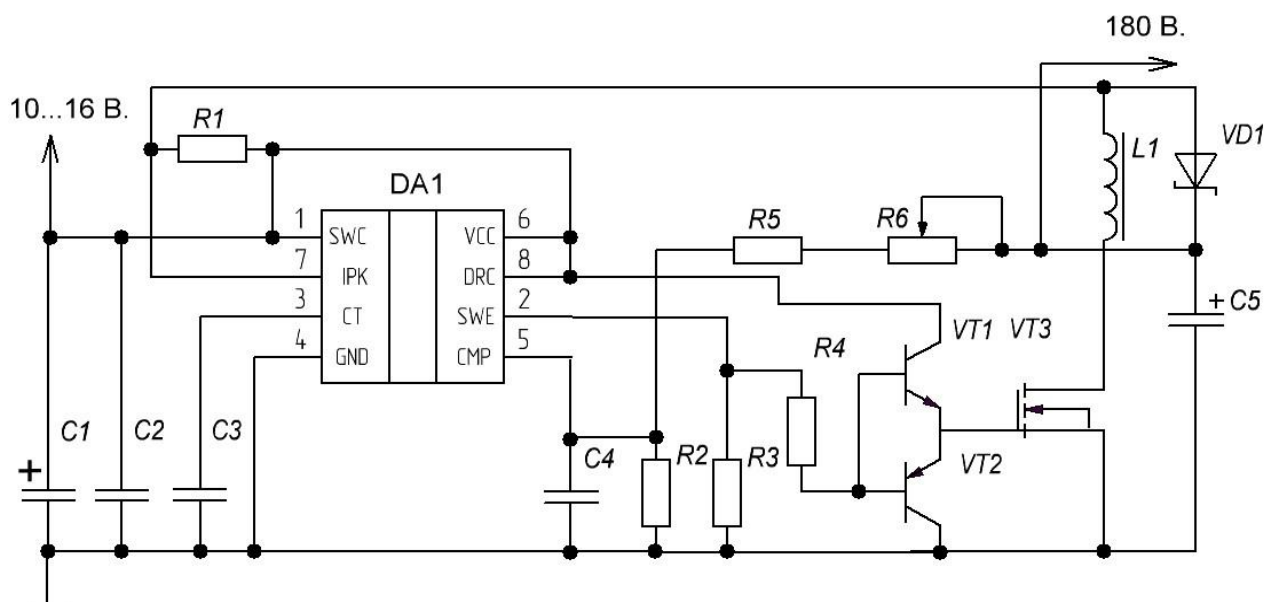 180 В.
10...16 В.
R1
L1
VD1
DA1
1 SWC VCC 6
7 IPK DRC 8
3 CT SWE 2
4 GND CMP 5
R5
R6
+ C5
VT1
VT3
R4
C1
C2
C3
C4
R2
R3
VT2
+